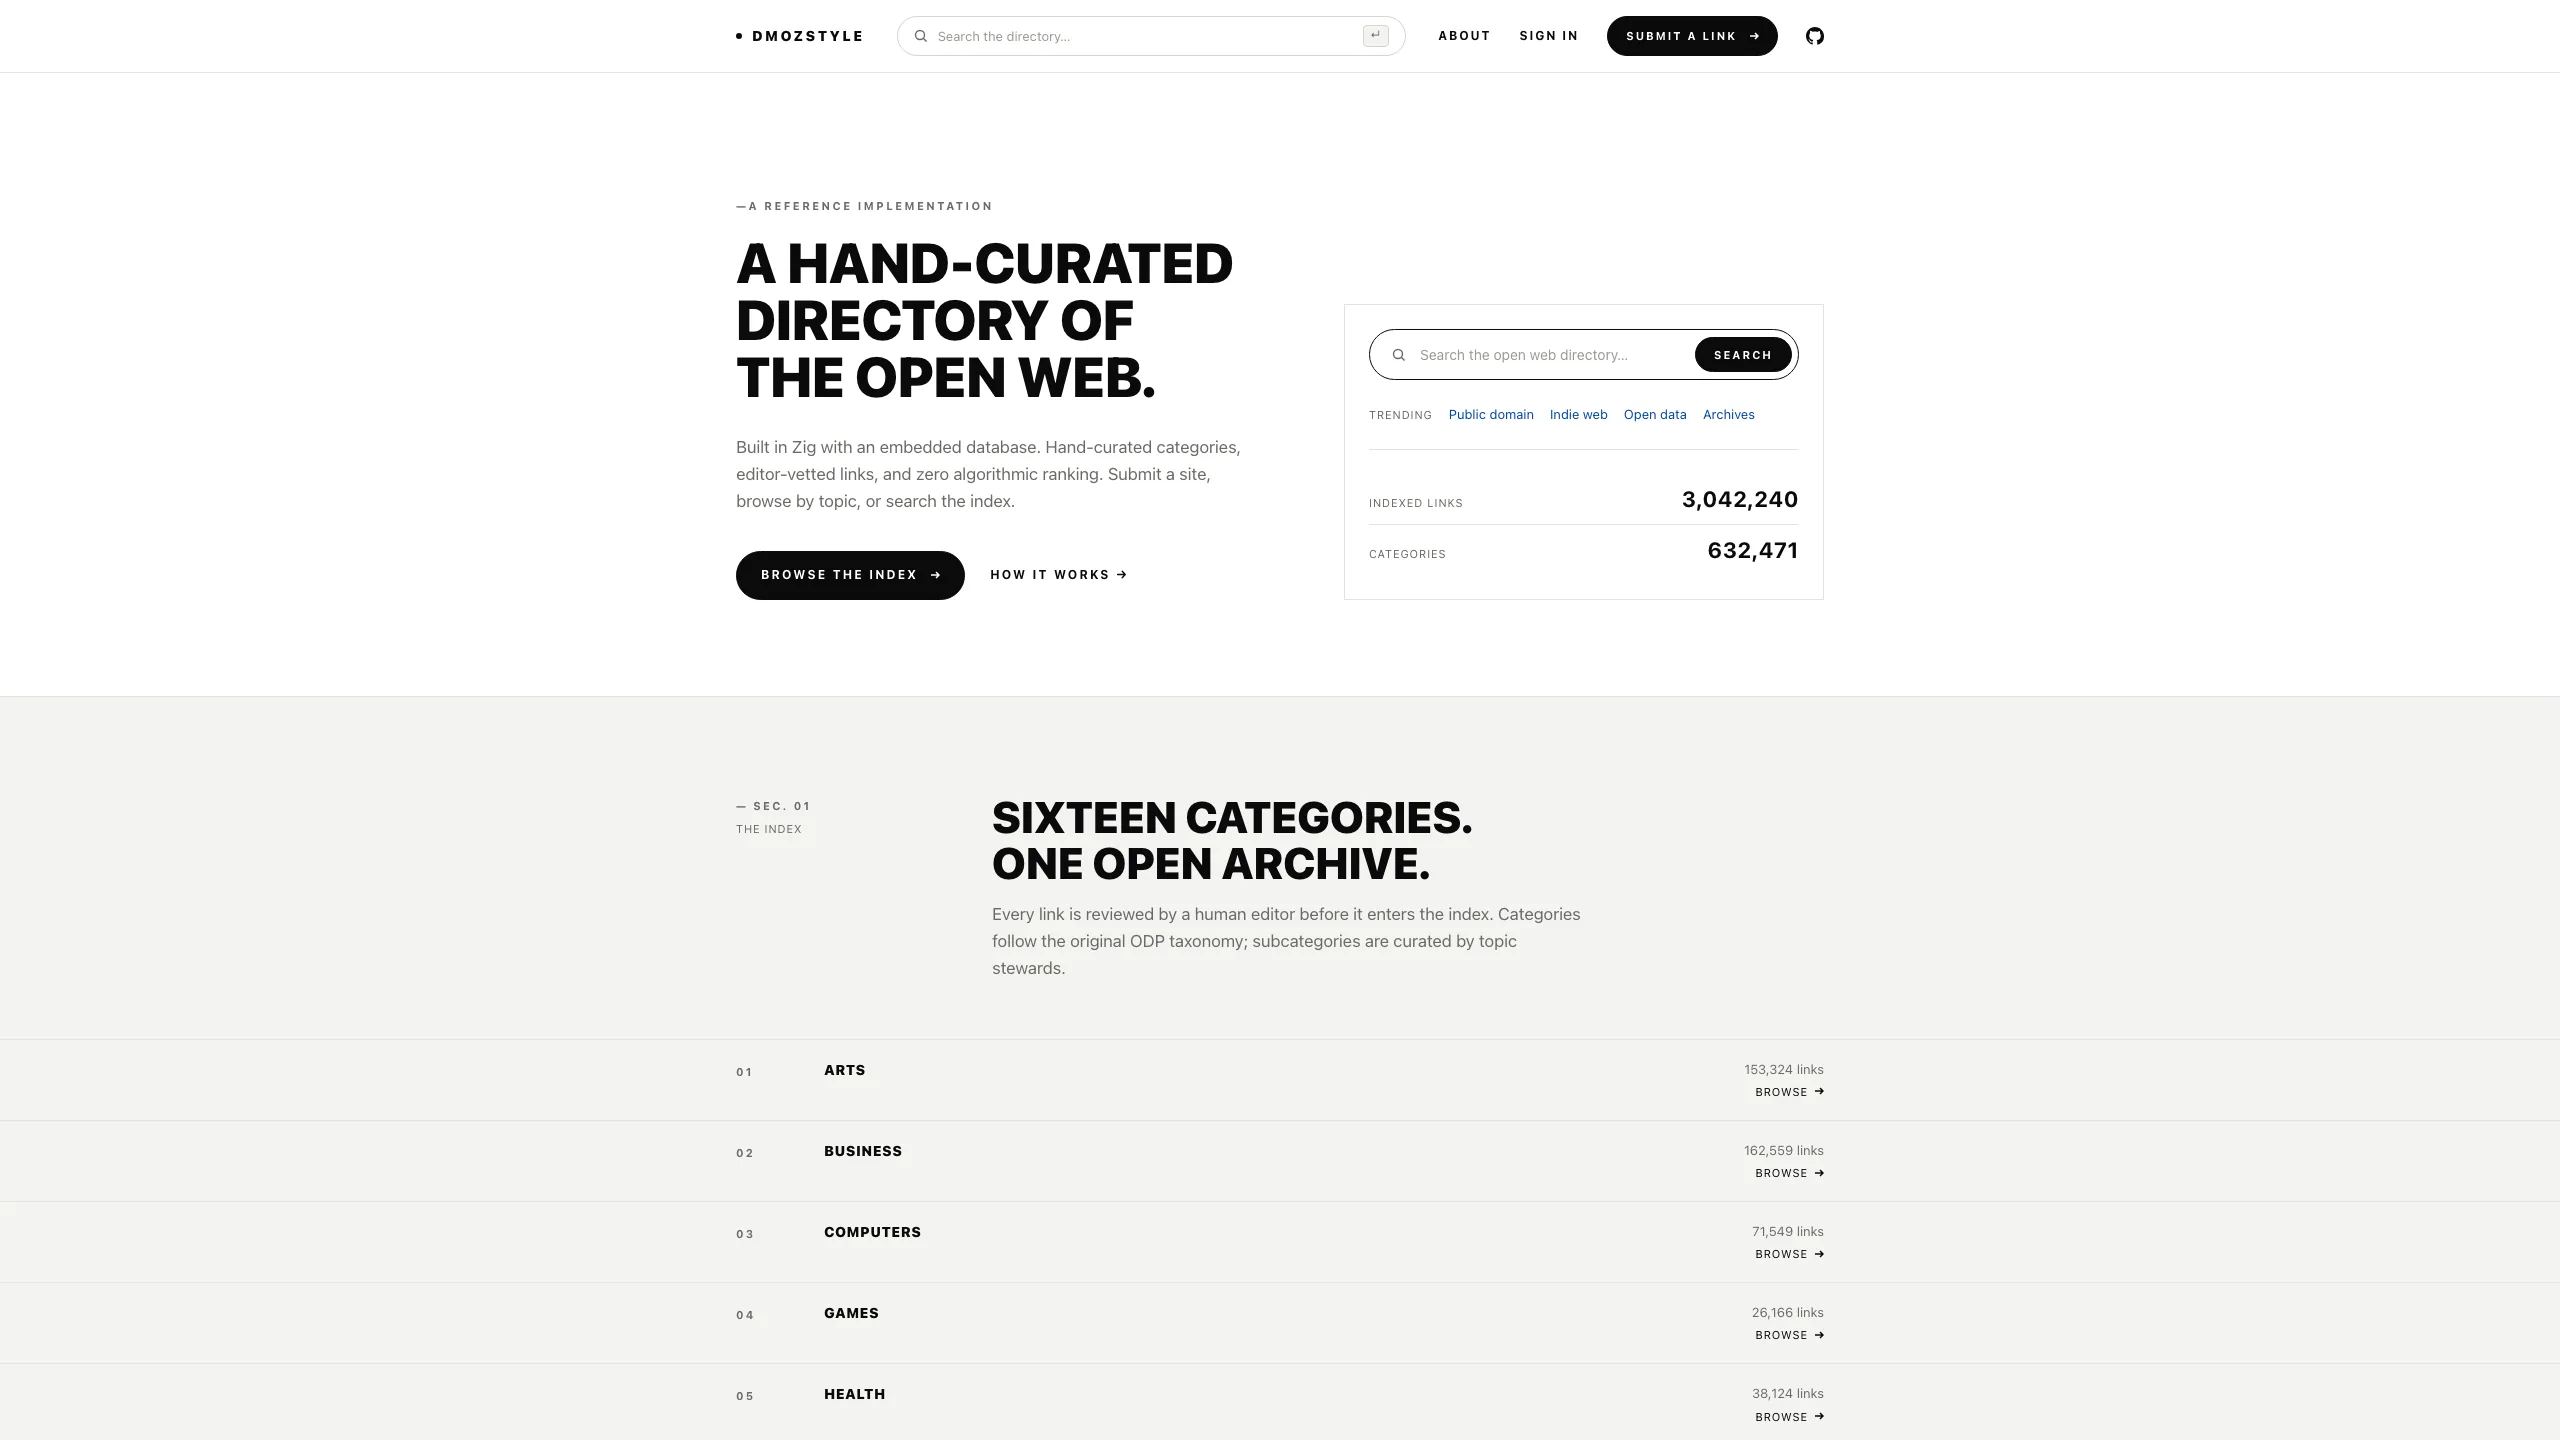 DMOZSTYLE
Search the directory...
↵
ABOUT
SIGN IN
SUBMIT A LINK →
—A REFERENCE IMPLEMENTATION
A HAND-CURATED
DIRECTORY OF
THE OPEN WEB.
Built in Zig with an embedded database. Hand-curated categories,
editor-vetted links, and zero algorithmic ranking. Submit a site,
browse by topic, or search the index.
BROWSE THE INDEX →
HOW IT WORKS →
Search the open web directory...
SEARCH
TRENDING Public domain Indie web Open data Archives
INDEXED LINKS 3,042,240
CATEGORIES 632,471
— SEC. 01
THE INDEX
SIXTEEN CATEGORIES.
ONE OPEN ARCHIVE.
Every link is reviewed by a human editor before it enters the index. Categories
follow the original ODP taxonomy; subcategories are curated by topic
stewards.
01 ARTS 153,324 links
BROWSE →
02 BUSINESS 162,559 links
BROWSE →
03 COMPUTERS 71,549 links
BROWSE →
04 GAMES 26,166 links
BROWSE →
05 HEALTH 38,124 links
BROWSE →